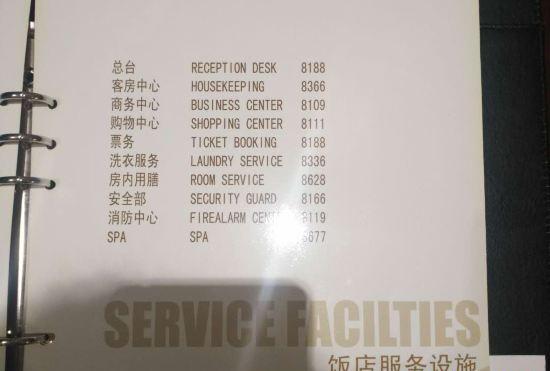 总台 RECEPTION DESK 8188
客房中心 HOUSEKEEPING 8366
商务中心 BUSINESS CENTER 8109
购物中心 SHOPPING CENTER 8111
票务 TICKET BOOKING 8188
洗衣服务 LAUNDRY SERVICE 8336
房内用膳 ROOM SERVICE 8628
安全部 SECURITY GUARD 8166
消防中心 FIREALARM 8119
SPA SPA
SERVICE FACILTIES
饭店服务设施